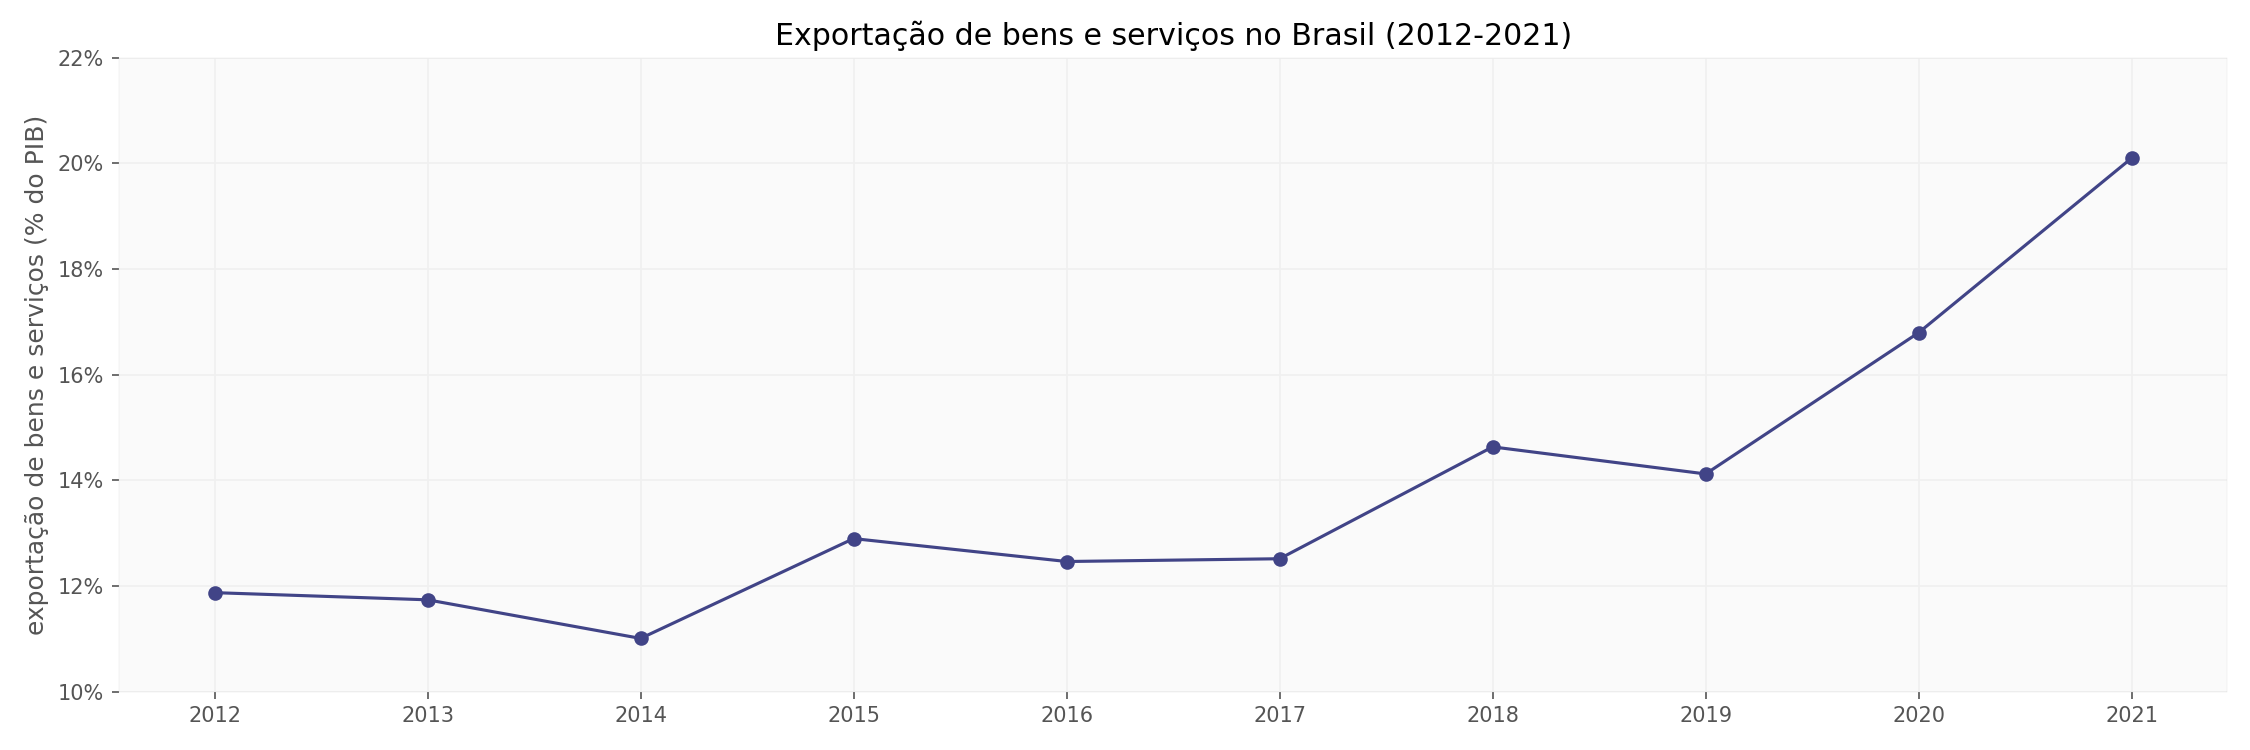 Exportação de bens e serviços no Brasil (2012-2021)
exportação de bens e serviços (% do PIB)
22%
20%
18%
16%
14%
12%
10%
2012 2013 2014 2015 2016 2017 2018 2019 2020 2021